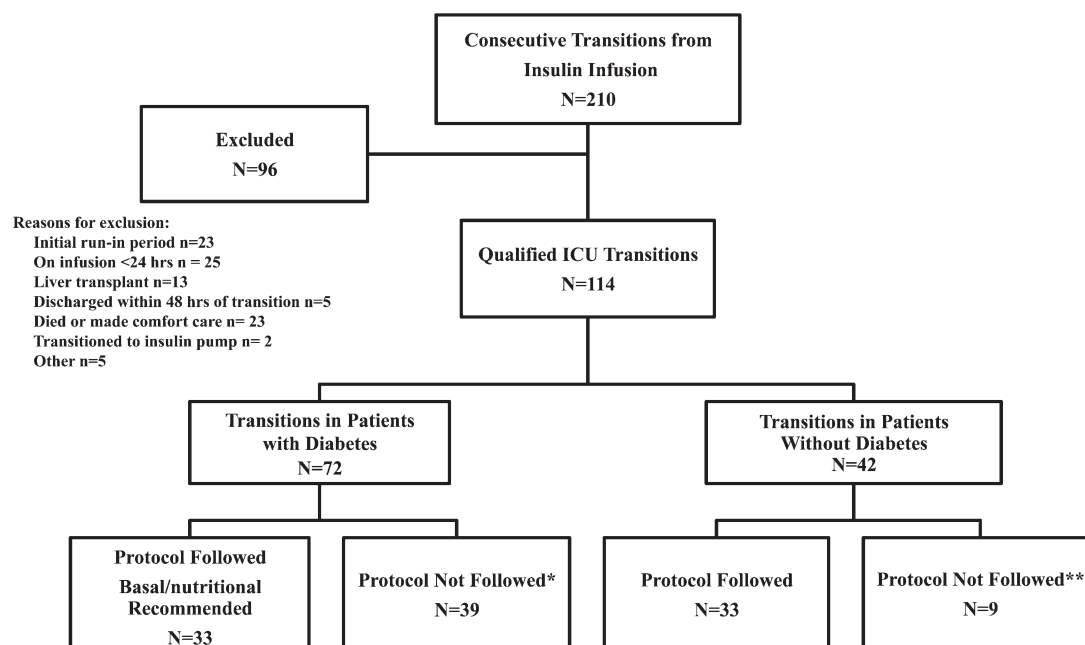 Consecutive Transitions from
Insulin Infusion
N=210
Excluded
N=96
Reasons for exclusion:
Initial run-in period n=23
On infusion <24 hrs n = 25
Liver transplant n=13
Discharged within 48 hrs of transition n=5
Died or made comfort care n= 23
Transitioned to insulin pump n= 2
Other n=5
Qualified ICU Transitions
N=114
Transitions in Patients
with Diabetes
N=72
Transitions in Patients
Without Diabetes
N=42
Protocol Followed
Basal/nutritional
Recommended
N=33
Protocol Not Followed*
N=39
Protocol Followed
N=33
Protocol Not Followed**
N=9